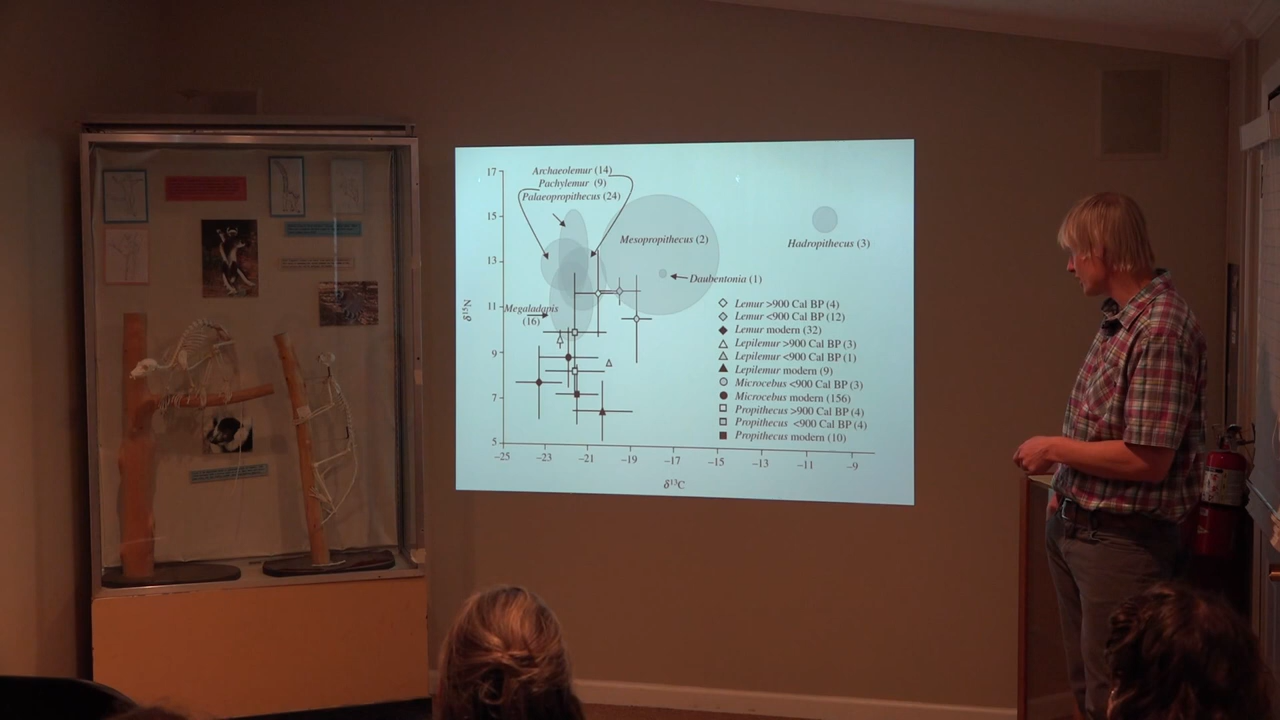 Archaeolemur (14)
Pachylemur (9)
Palaeopropithecus (24)
Mesopropithecus (2)
Hadropithecus (3)
Daubentonia (1)
Megaladapis
(16)
17
15
13
11
9
7
5
δ15N
Lemur >900 Cal BP (4)
Lemur <900 Cal BP (12)
Lemur modern (32)
Lepilemur >900 Cal BP (3)
Lepilemur <900 Cal BP (1)
Lepilemur modern (9)
Microcebus <900 Cal BP (3)
Microcebus modern (156)
Propithecus >900 Cal BP (4)
Propithecus <900 Cal BP (4)
Propithecus modern (10)
–25 –23 –21 –19 –17 –15 –13 –11 –9
δ13C